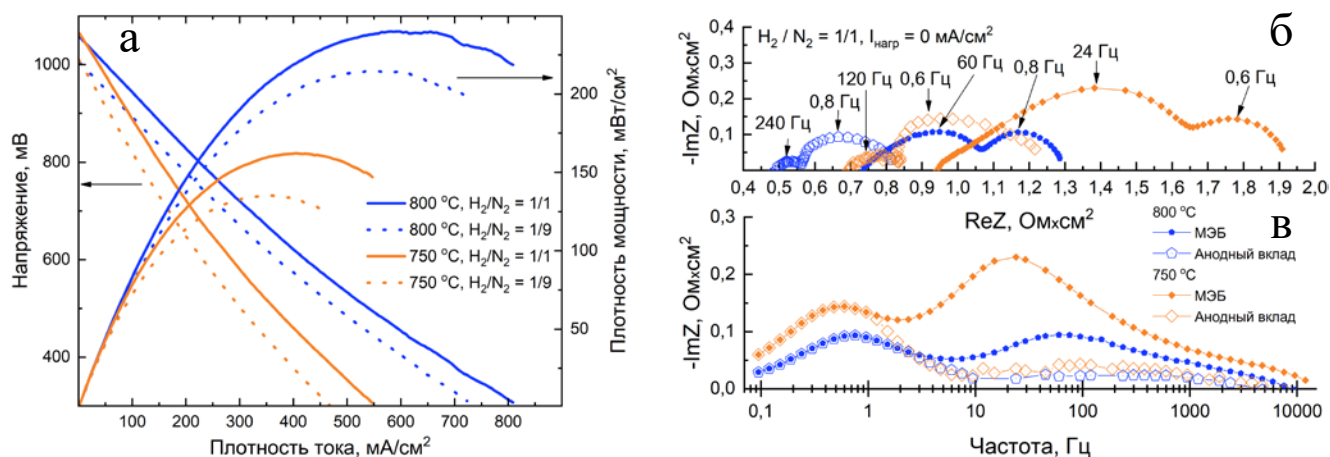 а
1000
800
600
400
Напряжение, мВ
0
100
200
300
400
500
600
700
800
Плотность тока, мА/см²
200
150
100
50
Плотность мощности, мВт/см²
800 ºC, H₂/N₂ = 1/1
800 ºC, H₂/N₂ = 1/9
750 ºC, H₂/N₂ = 1/1
750 ºC, H₂/N₂ = 1/9
б
0,4
0,3
0,2
0,1
-ImZ, Омхсм²
H₂ / N₂ = 1/1, Iнагр = 0 мА/см²
240 Гц
0,8 Гц
120 Гц
0,6 Гц
60 Гц
0,8 Гц
24 Гц
0,6 Гц
0,4 0,5 0,6 0,7 0,8 0,9 1,0 1,1 1,2 1,3 1,4 1,5 1,6 1,7 1,8 1,9 2,0
ReZ, Омхсм²
в
0,2
0,1
0,0
-ImZ, Омхсм²
800 ºC
МЭБ
Анодный вклад
750 ºC
МЭБ
Анодный вклад
0,1
1
10
100
1000
10000
Частота, Гц